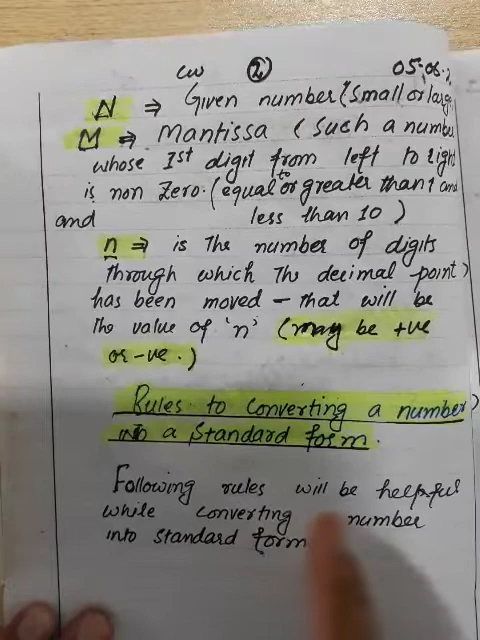 cw 2 05.06.
N ⇒ Given number (Small or large
M ⇒ Mantissa (Such a number
whose 1st digit from left to right
is non Zero. (equal to or greater than 1 and
and less than 10)
n ⇒ is The number of digits
through which The decimal point
has been moved - that will be
the value of 'n' (may be +ve
or -ve.)
Rules to converting a number
into a Standard form.
Following rules will be helpful
while converting number
into standard form